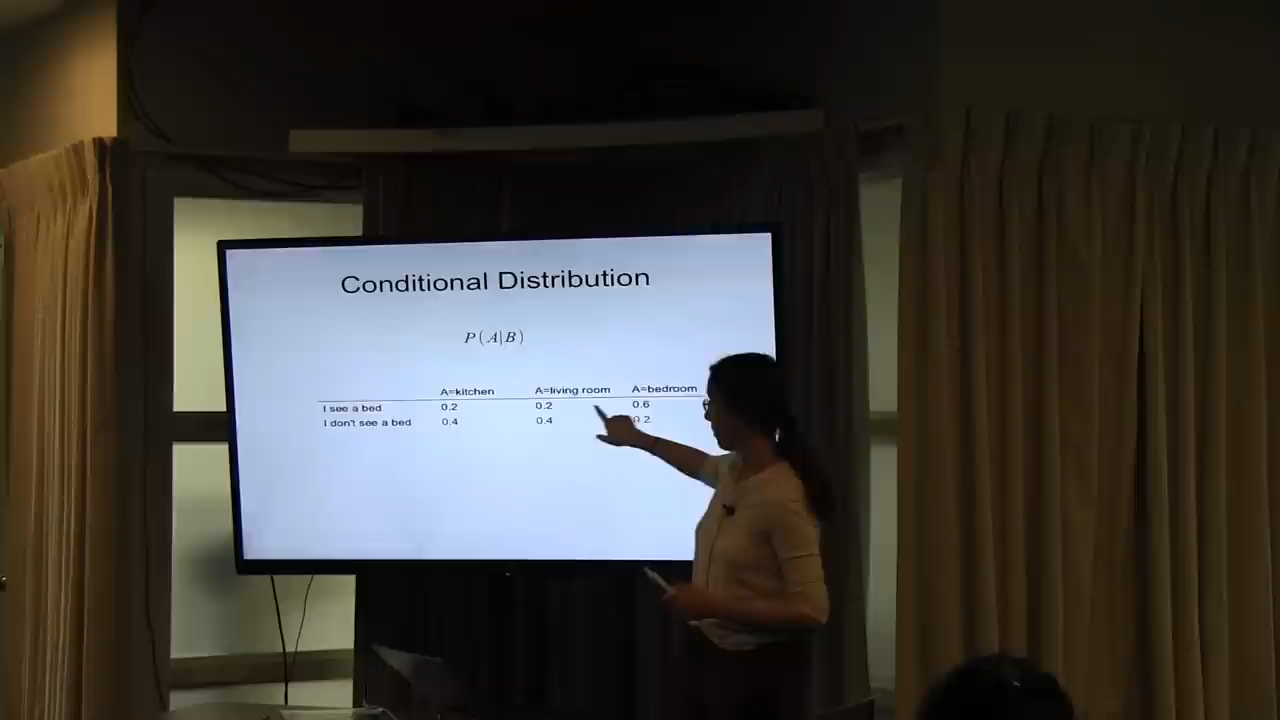 Conditional Distribution
P(A|B)
A=kitchen A=living room A=bedroom
I see a bed 0.2 0.2 0.6
I don't see a bed 0.4 0.4 0.2